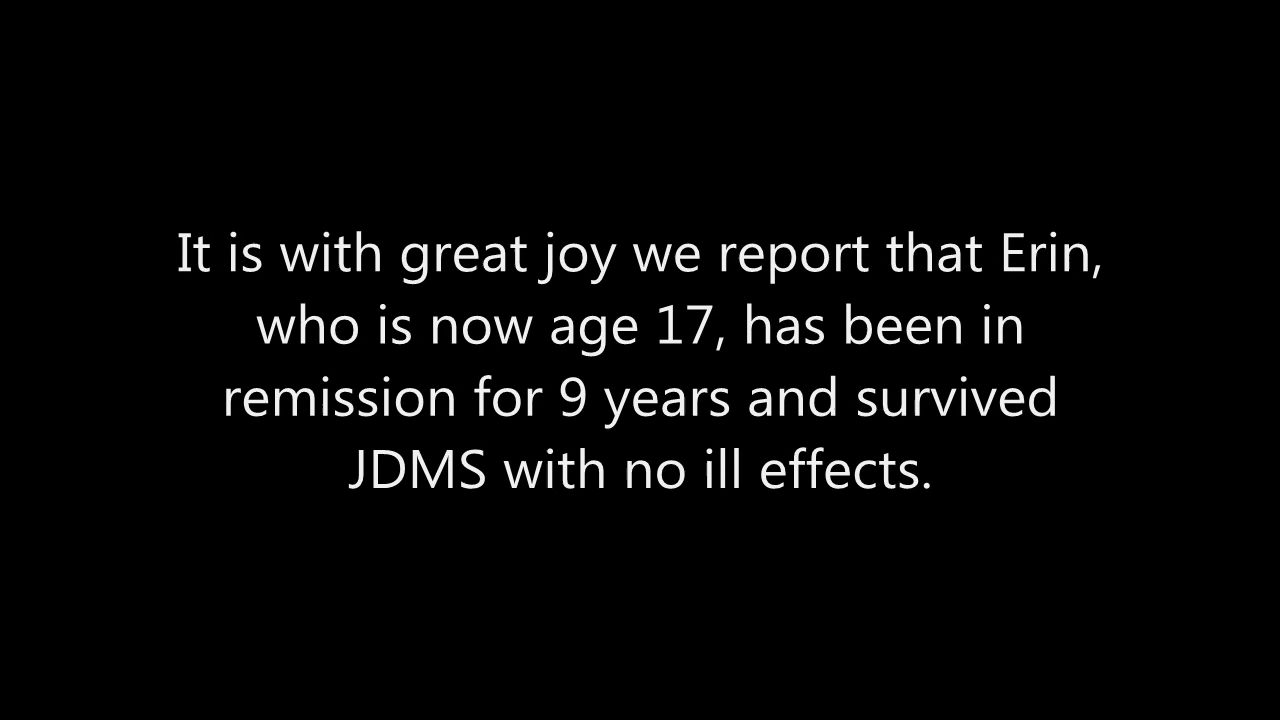 It is with great joy we report that Erin,
who is now age 17, has been in
remission for 9 years and survived
JDMS with no ill effects.